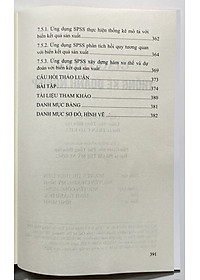 7.5.1. Ứng dụng SPSS thực hiện thống kê mô tả với
biến kết quả sản xuất 362
7.5.2. Ứng dụng SPSS phân tích hồi quy tương quan
với biến kết quả sản xuất 364
7.5.3. Ứng dụng SPSS xây dựng hàm xu thế và dự
đoán với biến kết quả sản xuất 369
CÂU HỎI THẢO LUẬN 373
BÀI TẬP 374
TÀI LIỆU THAM KHẢO 380
DANH MỤC BẢNG 381
DANH MỤC SƠ ĐỒ, HÌNH VẼ 382
391